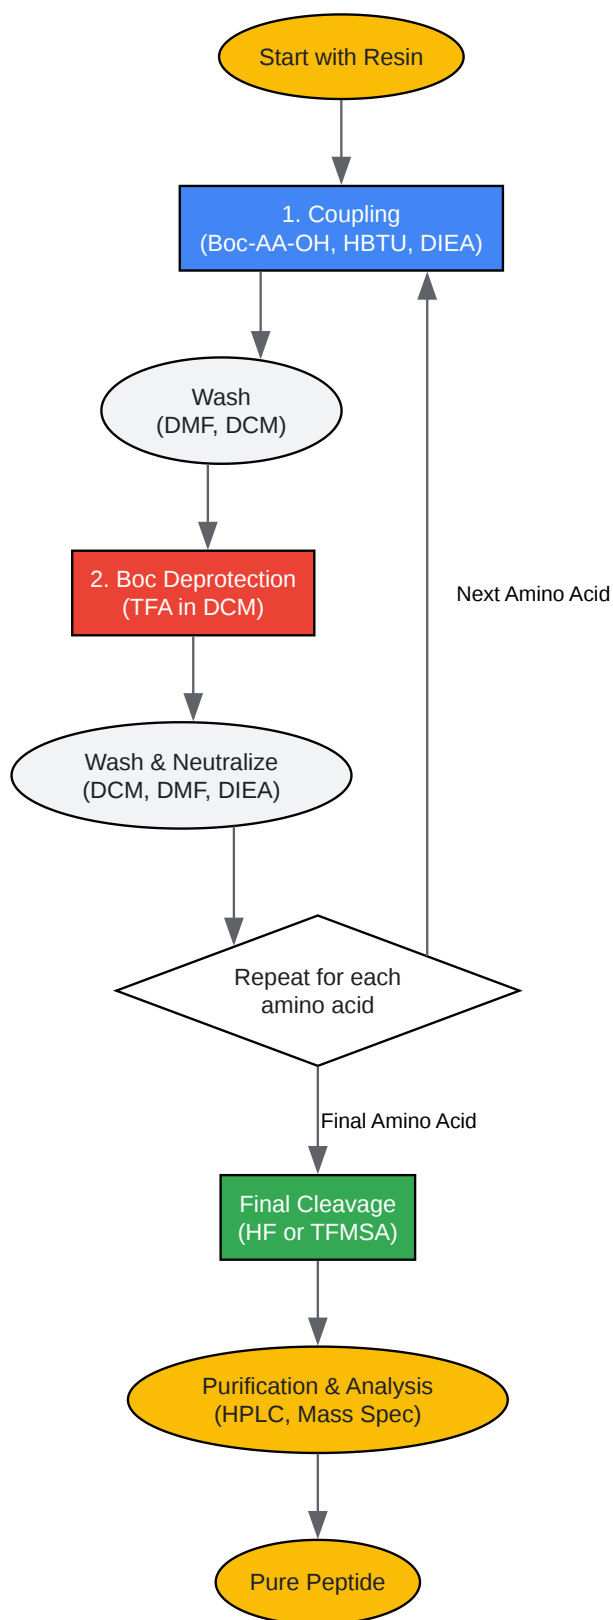 Start with Resin
1. Coupling
(Boc-AA-OH, HBTU, DIEA)
Wash
(DMF, DCM)
2. Boc Deprotection
(TFA in DCM)
Next Amino Acid
Wash & Neutralize
(DCM, DMF, DIEA)
Repeat for each
amino acid
Final Amino Acid
Final Cleavage
(HF or TFMSA)
Purification & Analysis
(HPLC, Mass Spec)
Pure Peptide